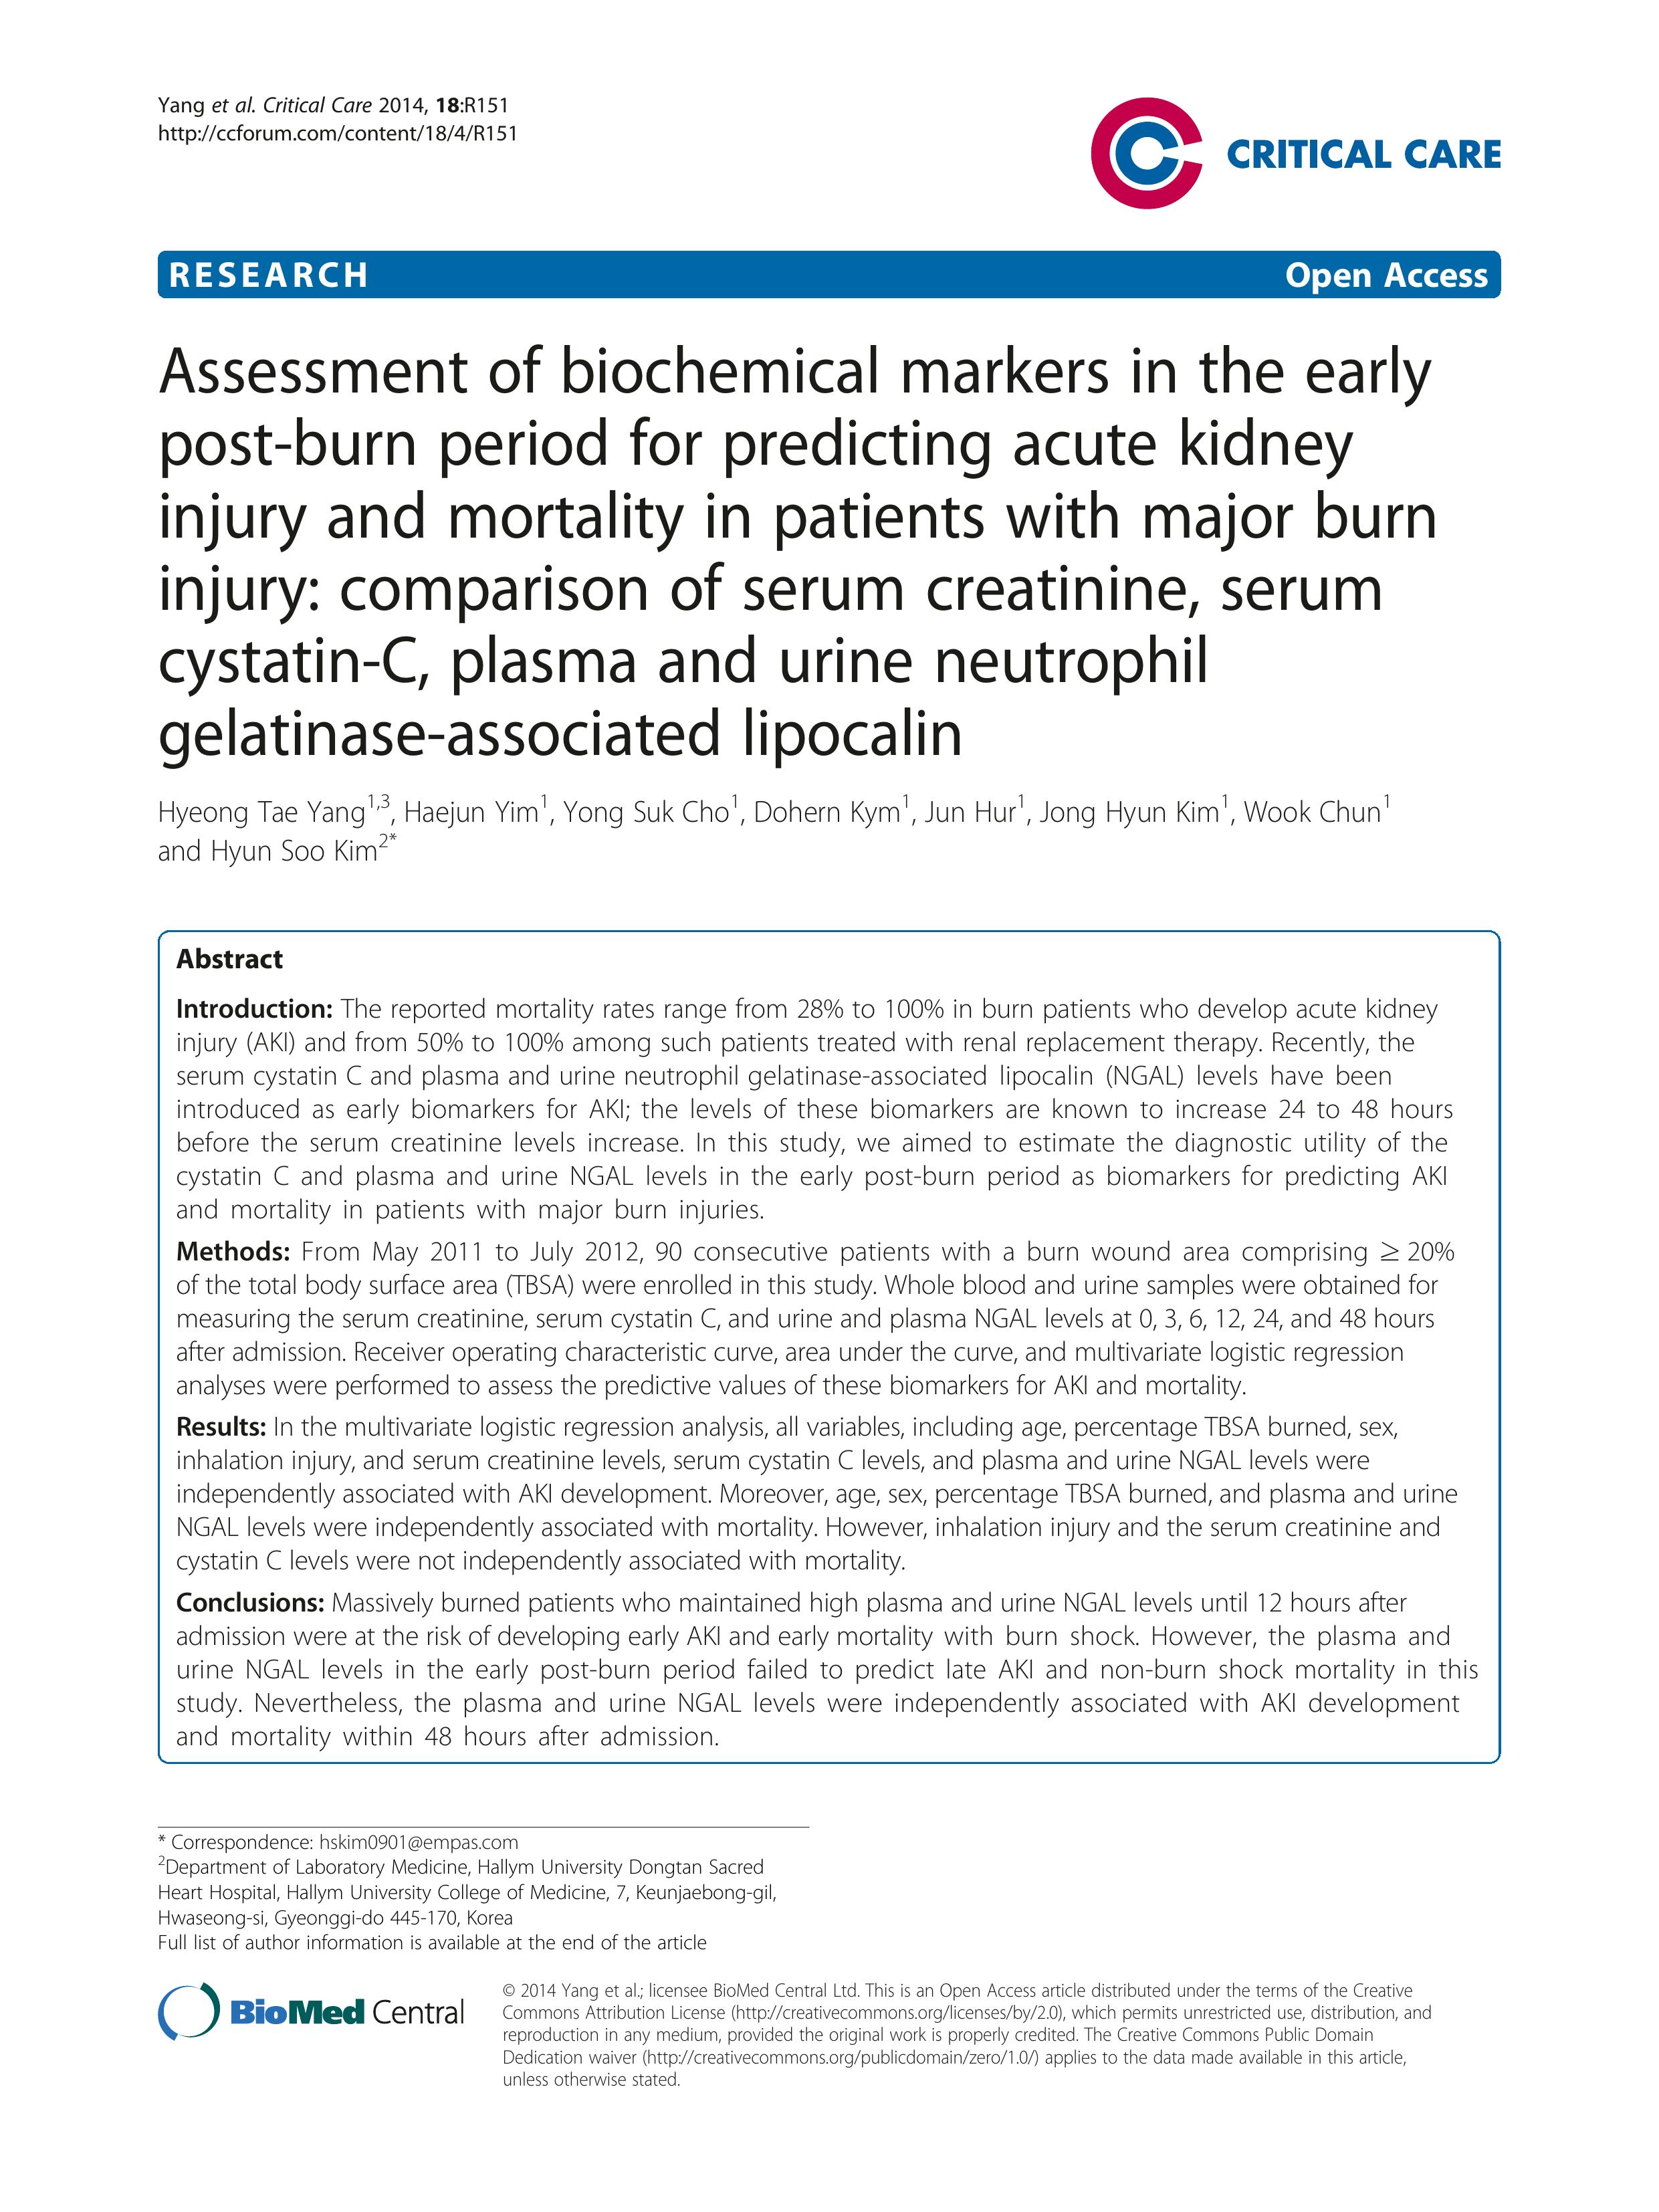 Yang et al. Critical Care 2014, 18:R151
http://ccforum.com/content/18/4/R151
CRITICAL CARE
RESEARCH
Open Access
Assessment of biochemical markers in the early
post-burn period for predicting acute kidney
injury and mortality in patients with major burn
injury: comparison of serum creatinine, serum
cystatin-C, plasma and urine neutrophil
gelatinase-associated lipocalin
Hyeong Tae Yang1,3, Haejun Yim1, Yong Suk Cho1, Dohern Kym1, Jun Hur1, Jong Hyun Kim1, Wook Chun1
and Hyun Soo Kim2*
Abstract
Introduction: The reported mortality rates range from 28% to 100% in burn patients who develop acute kidney
injury (AKI) and from 50% to 100% among such patients treated with renal replacement therapy. Recently, the
serum cystatin C and plasma and urine neutrophil gelatinase-associated lipocalin (NGAL) levels have been
introduced as early biomarkers for AKI; the levels of these biomarkers are known to increase 24 to 48 hours
before the serum creatinine levels increase. In this study, we aimed to estimate the diagnostic utility of the
cystatin C and plasma and urine NGAL levels in the early post-burn period as biomarkers for predicting AKI
and mortality in patients with major burn injuries.
Methods: From May 2011 to July 2012, 90 consecutive patients with a burn wound area comprising ≥ 20%
of the total body surface area (TBSA) were enrolled in this study. Whole blood and urine samples were obtained for
measuring the serum creatinine, serum cystatin C, and urine and plasma NGAL levels at 0, 3, 6, 12, 24, and 48 hours
after admission. Receiver operating characteristic curve, area under the curve, and multivariate logistic regression
analyses were performed to assess the predictive values of these biomarkers for AKI and mortality.
Results: In the multivariate logistic regression analysis, all variables, including age, percentage TBSA burned, sex,
inhalation injury, and serum creatinine levels, serum cystatin C levels, and plasma and urine NGAL levels were
independently associated with AKI development. Moreover, age, sex, percentage TBSA burned, and plasma and urine
NGAL levels were independently associated with mortality. However, inhalation injury and the serum creatinine and
cystatin C levels were not independently associated with mortality.
Conclusions: Massively burned patients who maintained high plasma and urine NGAL levels until 12 hours after
admission were at the risk of developing early AKI and early mortality with burn shock. However, the plasma and
urine NGAL levels in the early post-burn period failed to predict late AKI and non-burn shock mortality in this
study. Nevertheless, the plasma and urine NGAL levels were independently associated with AKI development
and mortality within 48 hours after admission.
* Correspondence: hskim0901@empas.com
2Department of Laboratory Medicine, Hallym University Dongtan Sacred
Heart Hospital, Hallym University College of Medicine, 7, Keunjaebong-gil,
Hwaseong-si, Gyeonggi-do 445-170, Korea
Full list of author information is available at the end of the article
BioMed Central
© 2014 Yang et al.; licensee BioMed Central Ltd. This is an Open Access article distributed under the terms of the Creative
Commons Attribution License (http://creativecommons.org/licenses/by/2.0), which permits unrestricted use, distribution, and
reproduction in any medium, provided the original work is properly credited. The Creative Commons Public Domain
Dedication waiver (http://creativecommons.org/publicdomain/zero/1.0/) applies to the data made available in this article,
unless otherwise stated.